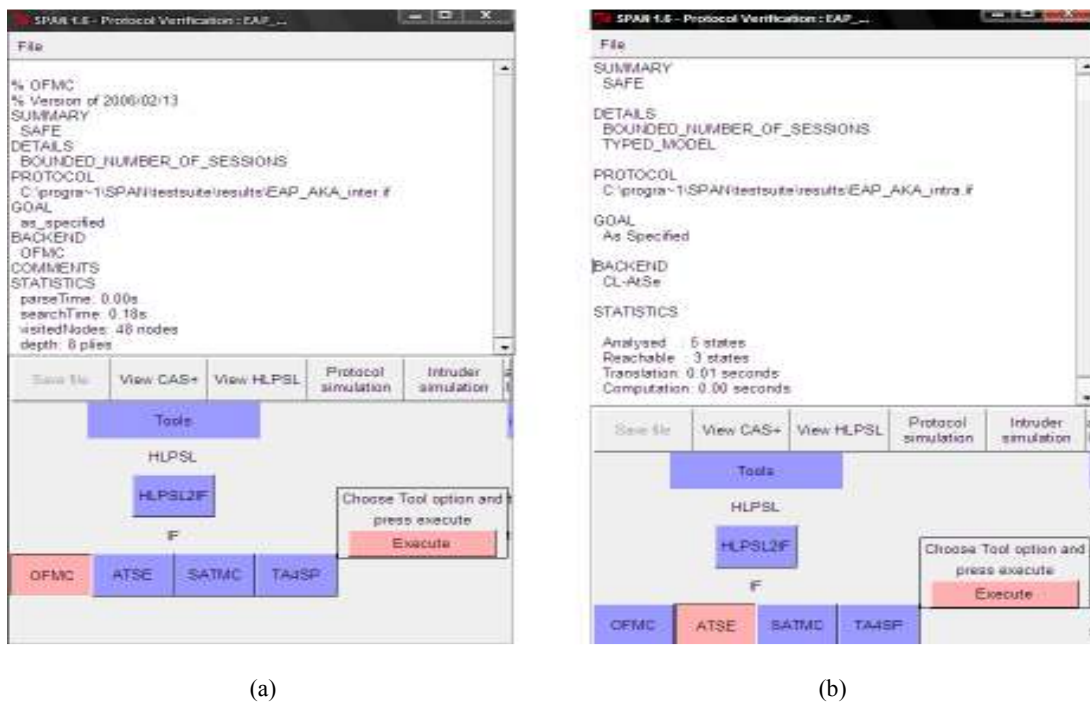 SPAN 1.6 - Protocol Verification : EAP_...
File
% OFMC
% Version of 2006/02/13
SUMMARY
SAFE
DETAILS
BOUNDED_NUMBER_OF_SESSIONS
PROTOCOL
C:\progra~1\SPAN\testsuite\results\EAP_AKA_inter.if
GOAL
as_specified
BACKEND
OFMC
COMMENTS
STATISTICS
parseTime: 0.00s
searchTime: 0.18s
visitedNodes: 48 nodes
depth: 8 plies
Save file View CAS+ View HLPSL Protocol simulation Intruder simulation
Tools
HLPSL
HLPSL2IF
Choose Tool option and
press execute
IF
Execute
OFMC ATSE SATMC TA4SP
(a)
SPAN 1.6 - Protocol Verification : EAP_...
File
SUMMARY
SAFE
DETAILS
BOUNDED_NUMBER_OF_SESSIONS
TYPED_MODEL
PROTOCOL
C:\progra~1\SPAN\testsuite\results\EAP_AKA_intra.if
GOAL
As Specified
BACKEND
CL-AtSe
STATISTICS
Analysed : 5 states
Reachable : 3 states
Translation: 0.01 seconds
Computation: 0.00 seconds
Save file View CAS+ View HLPSL Protocol simulation Intruder simulation
Tools
HLPSL
HLPSL2IF
Choose Tool option and
press execute
IF
Execute
OFMC ATSE SATMC TA4SP
(b)